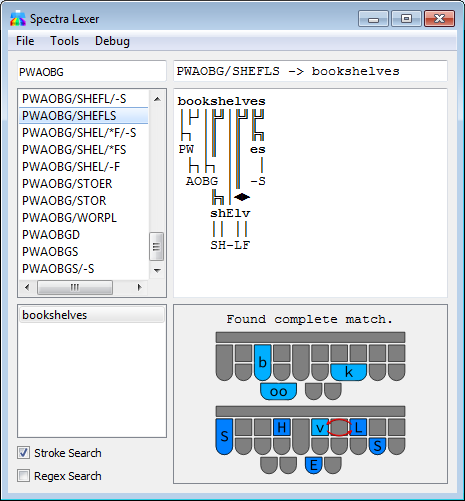 Spectra Lexer
File Tools Debug
PWAOBG
PWAOBG/SHEFLS -> bookshelves
PWAOBG/SHEFL/-S
PWAOBG/SHEFLS
PWAOBG/SHEL/*F/-S
PWAOBG/SHEL/*FS
PWAOBG/SHEL/-F
PWAOBG/STOER
PWAOBG/STOR
PWAOBG/WORPL
PWAOBGD
PWAOBGS
PWAOBGS/-S
bookshelves
PW es
AOBG -S
shElv
SH-LF
bookshelves
Found complete match.
b k
oo
S H v L
S
E
Stroke Search
Regex Search